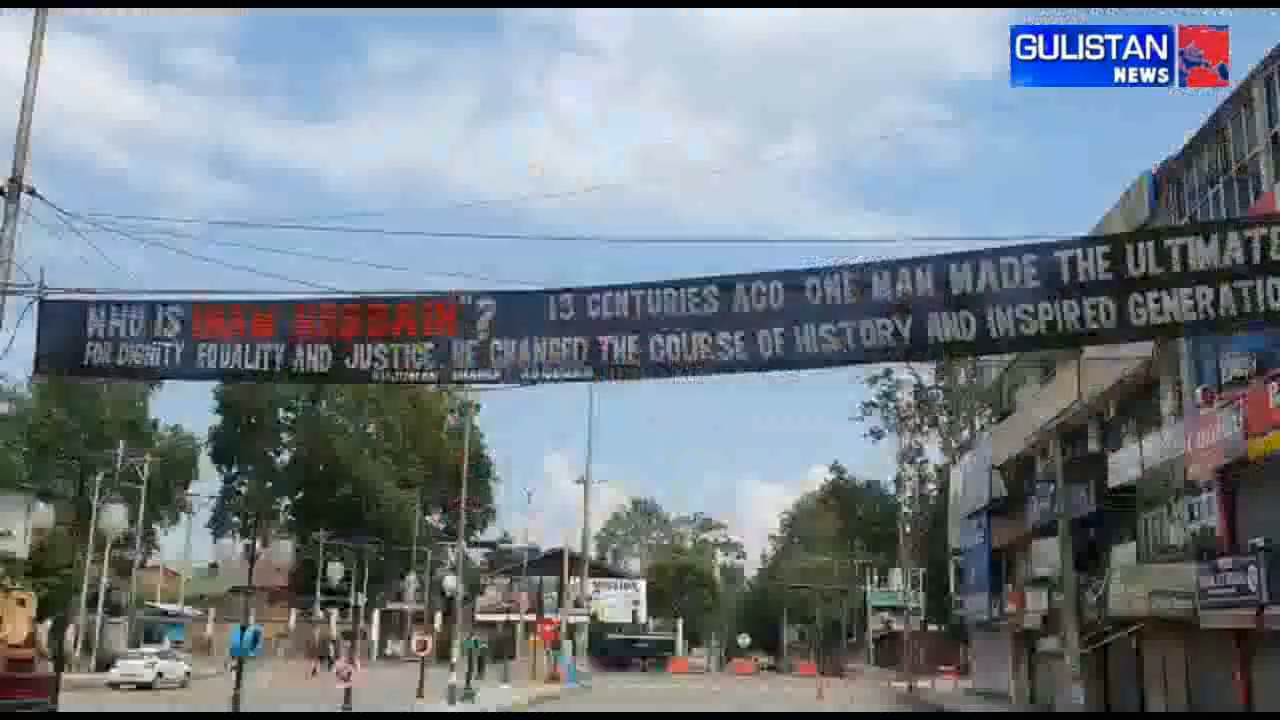 GULISTAN
NEWS
WHO IS IMAM HUSSAIN ? 13 CENTURIES AGO ONE MAN MADE THE ULTIMATE
FOR DIGNITY EQUALITY AND JUSTICE HE CHANGED THE COURSE OF HISTORY AND INSPIRED GENERATIO